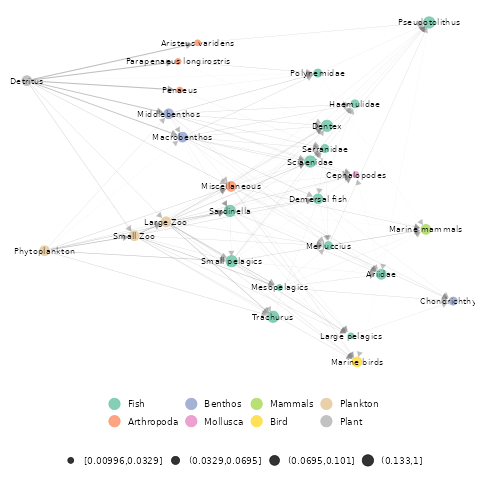 Pseudotolithus
Aristeus varidens
Parapenaeus longirostris
Polynemidae
Detritus
Penaeus
Haemulidae
Middle benthos
Dentex
Macrobenthos
Serranidae
Sciaenidae
Cephalopodes
Miscellaneous
Demersal fish
Sardinella
Large Zoo
Marine mammals
Small Zoo
Merluccius
Phytoplankton
Small pelagics
Ariidae
Mesopelagics
Chondrichthy
Trachurus
Large pelagics
Marine birds
Fish Benthos Mammals Plankton
Arthropoda Mollusca Bird Plant
[0.00996,0.0329] (0.0329,0.0695] (0.0695,0.101] (0.133,1]